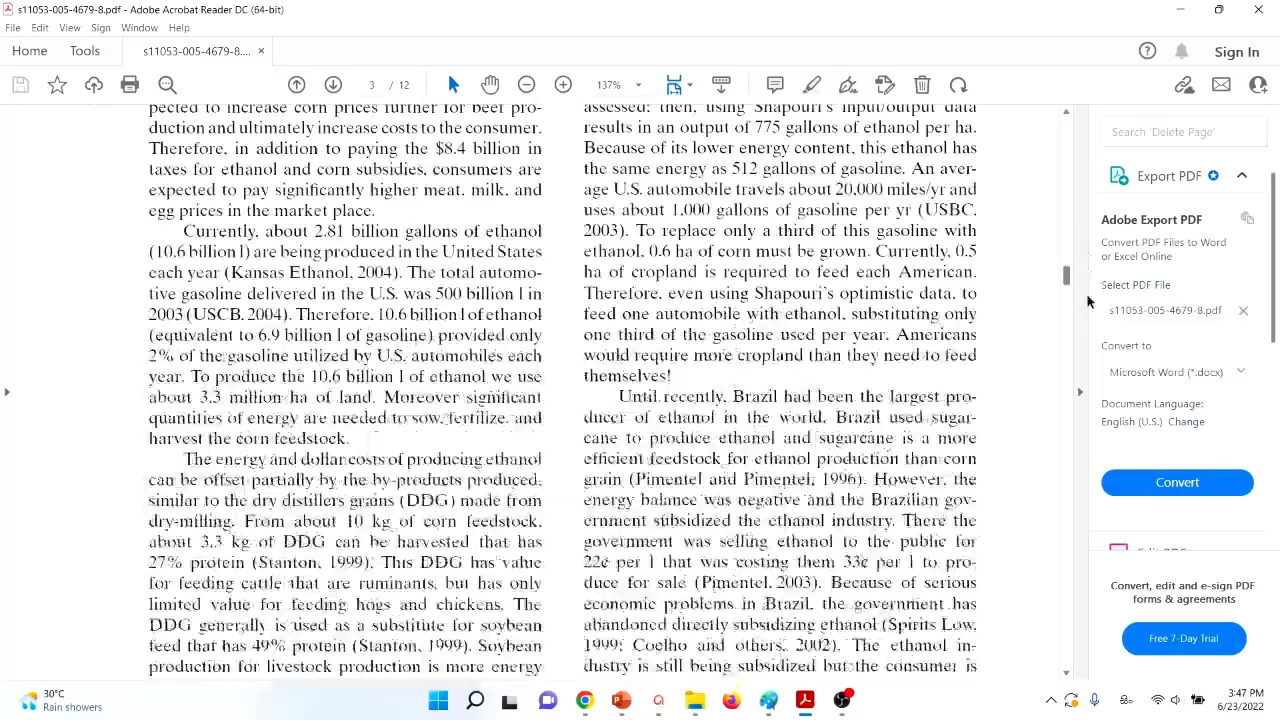 s11053-005-4679-8.pdf - Adobe Acrobat Reader DC (64-bit)
File Edit View Sign Window Help
Home Tools s11053-005-4679-8.... × Sign In
3 / 12 137%
pected to increase corn prices further for beef pro-
duction and ultimately increase costs to the consumer.
Therefore, in addition to paying the $8.4 billion in
taxes for ethanol and corn subsidies, consumers are
expected to pay significantly higher meat, milk, and
egg prices in the market place.
Currently, about 2.81 billion gallons of ethanol
(10.6 billion l) are being produced in the United States
each year (Kansas Ethanol, 2004). The total automo-
tive gasoline delivered in the U.S. was 500 billion l in
2003 (USCB, 2004). Therefore, 10.6 billion l of ethanol
(equivalent to 6.9 billion l of gasoline) provided only
2% of the gasoline utilized by U.S. automobiles each
year. To produce the 10.6 billion l of ethanol we use
about 3.3 million ha of land. Moreover significant
quantities of energy are needed to sow, fertilize, and
harvest the corn feedstock.
The energy and dollar costs of producing ethanol
can be offset partially by the by-products produced,
similar to the dry distillers grains (DDG) made from
dry-milling. From about 10 kg of corn feedstock,
about 3.3 kg of DDG can be harvested that has
27% protein (Stanton, 1999). This DDG has value
for feeding cattle that are ruminants, but has only
limited value for feeding hogs and chickens. The
DDG generally is used as a substitute for soybean
feed that has 49% protein (Stanton, 1999). Soybean
production for livestock production is more energy
assessed; then, using Shapouri's input/output data
results in an output of 775 gallons of ethanol per ha.
Because of its lower energy content, this ethanol has
the same energy as 512 gallons of gasoline. An aver-
age U.S. automobile travels about 20,000 miles/yr and
uses about 1,000 gallons of gasoline per yr (USBC,
2003). To replace only a third of this gasoline with
ethanol, 0.6 ha of corn must be grown. Currently, 0.5
ha of cropland is required to feed each American.
Therefore, even using Shapouri's optimistic data, to
feed one automobile with ethanol, substituting only
one third of the gasoline used per year, Americans
would require more cropland than they need to feed
themselves!
Until recently, Brazil had been the largest pro-
ducer of ethanol in the world. Brazil used sugar-
cane to produce ethanol and sugarcane is a more
efficient feedstock for ethanol production than corn
grain (Pimentel and Pimentel, 1996). However, the
energy balance was negative and the Brazilian gov-
ernment subsidized the ethanol industry. There the
government was selling ethanol to the public for
22¢ per l that was costing them 33¢ per l to pro-
duce for sale (Pimentel, 2003). Because of serious
economic problems in Brazil, the government has
abandoned directly subsidizing ethanol (Spirits Low,
1999; Coelho and others, 2002). The ethanol in-
dustry is still being subsidized but the consumer is
Search 'Delete Page'
Export PDF
Adobe Export PDF
Convert PDF Files to Word
or Excel Online
Select PDF File
s11053-005-4679-8.pdf ×
Convert to
Microsoft Word (*.docx)
Document Language:
English (U.S.) Change
Convert
Convert, edit and e-sign PDF
forms & agreements
Free 7-Day Trial
30°C
Rain showers
3:47 PM
6/23/2022